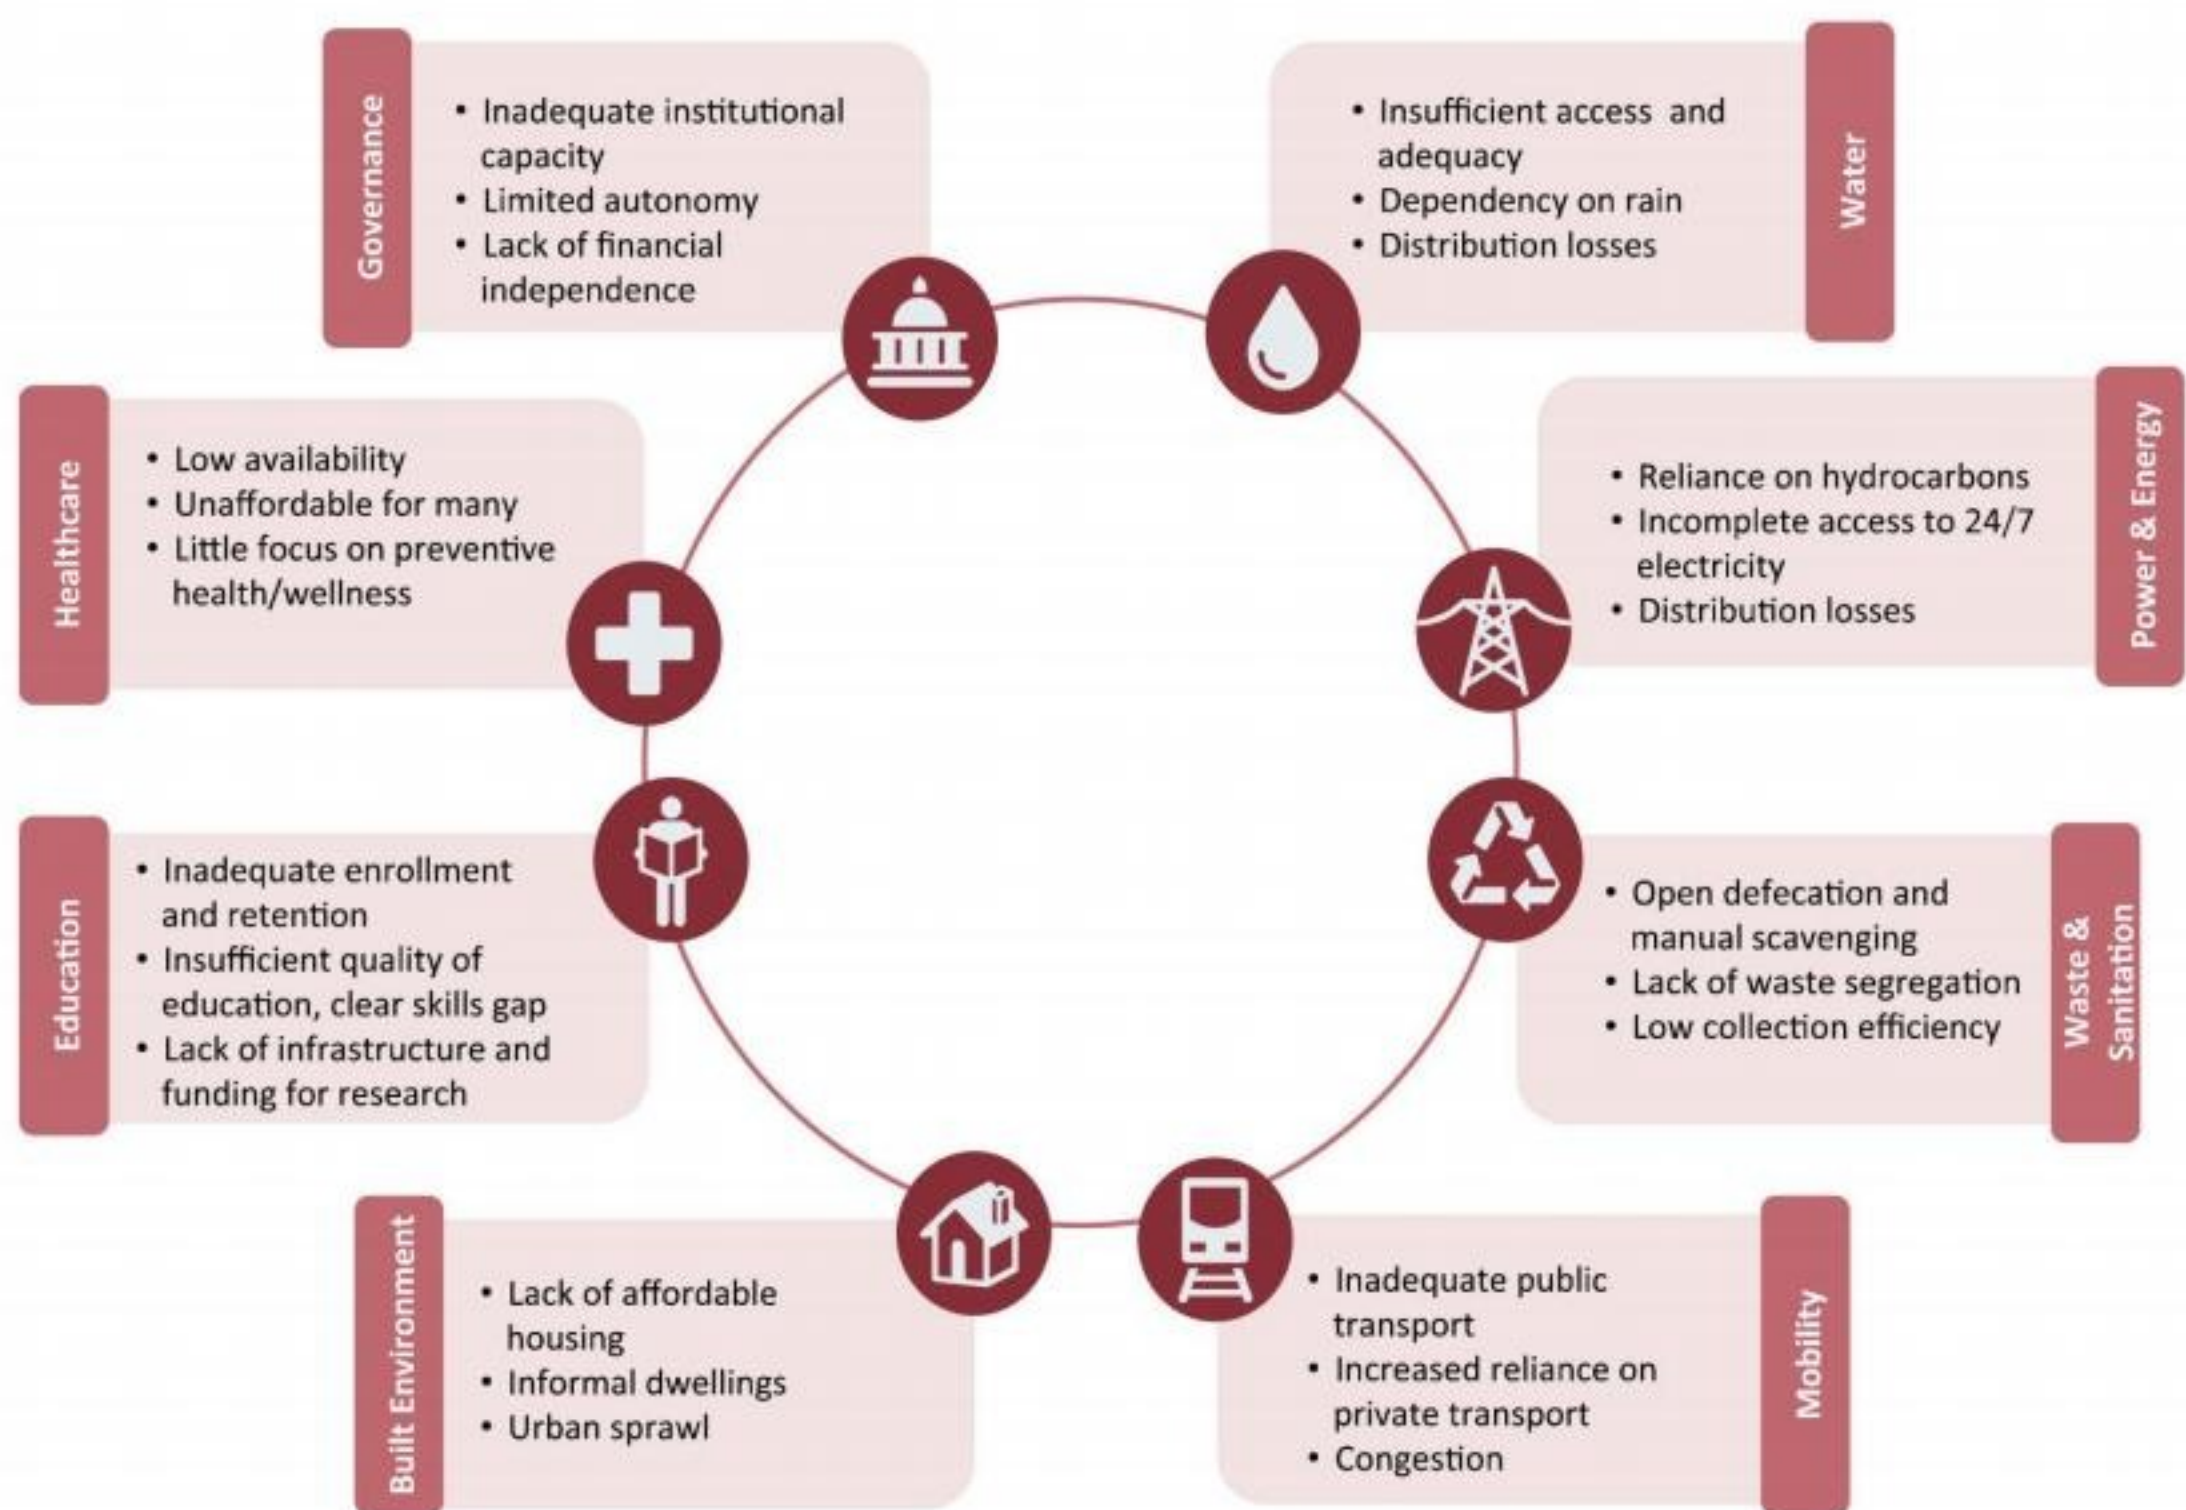 Governance
• Inadequate institutional
capacity
• Limited autonomy
• Lack of financial
independence
Water
• Insufficient access and
adequacy
• Dependency on rain
• Distribution losses
Healthcare
• Low availability
• Unaffordable for many
• Little focus on preventive
health/wellness
Power & Energy
• Reliance on hydrocarbons
• Incomplete access to 24/7
electricity
• Distribution losses
Education
• Inadequate enrollment
and retention
• Insufficient quality of
education, clear skills gap
• Lack of infrastructure and
funding for research
Waste &
Sanitation
• Open defecation and
manual scavenging
• Lack of waste segregation
• Low collection efficiency
Built Environment
• Lack of affordable
housing
• Informal dwellings
• Urban sprawl
Mobility
• Inadequate public
transport
• Increased reliance on
private transport
• Congestion